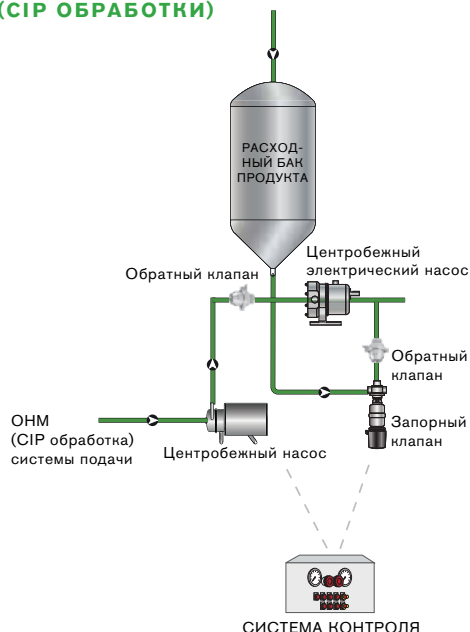 (CIP ОБРАБОТКИ)
РАСХОД-
НЫЙ БАК
ПРОДУКТА
Центробежный
электрический насос
Обратный клапан
Обратный
клапан
ОНМ
(CIP обработка)
системы подачи
Центробежный насос
Запорный
клапан
СИСТЕМА КОНТРОЛЯ